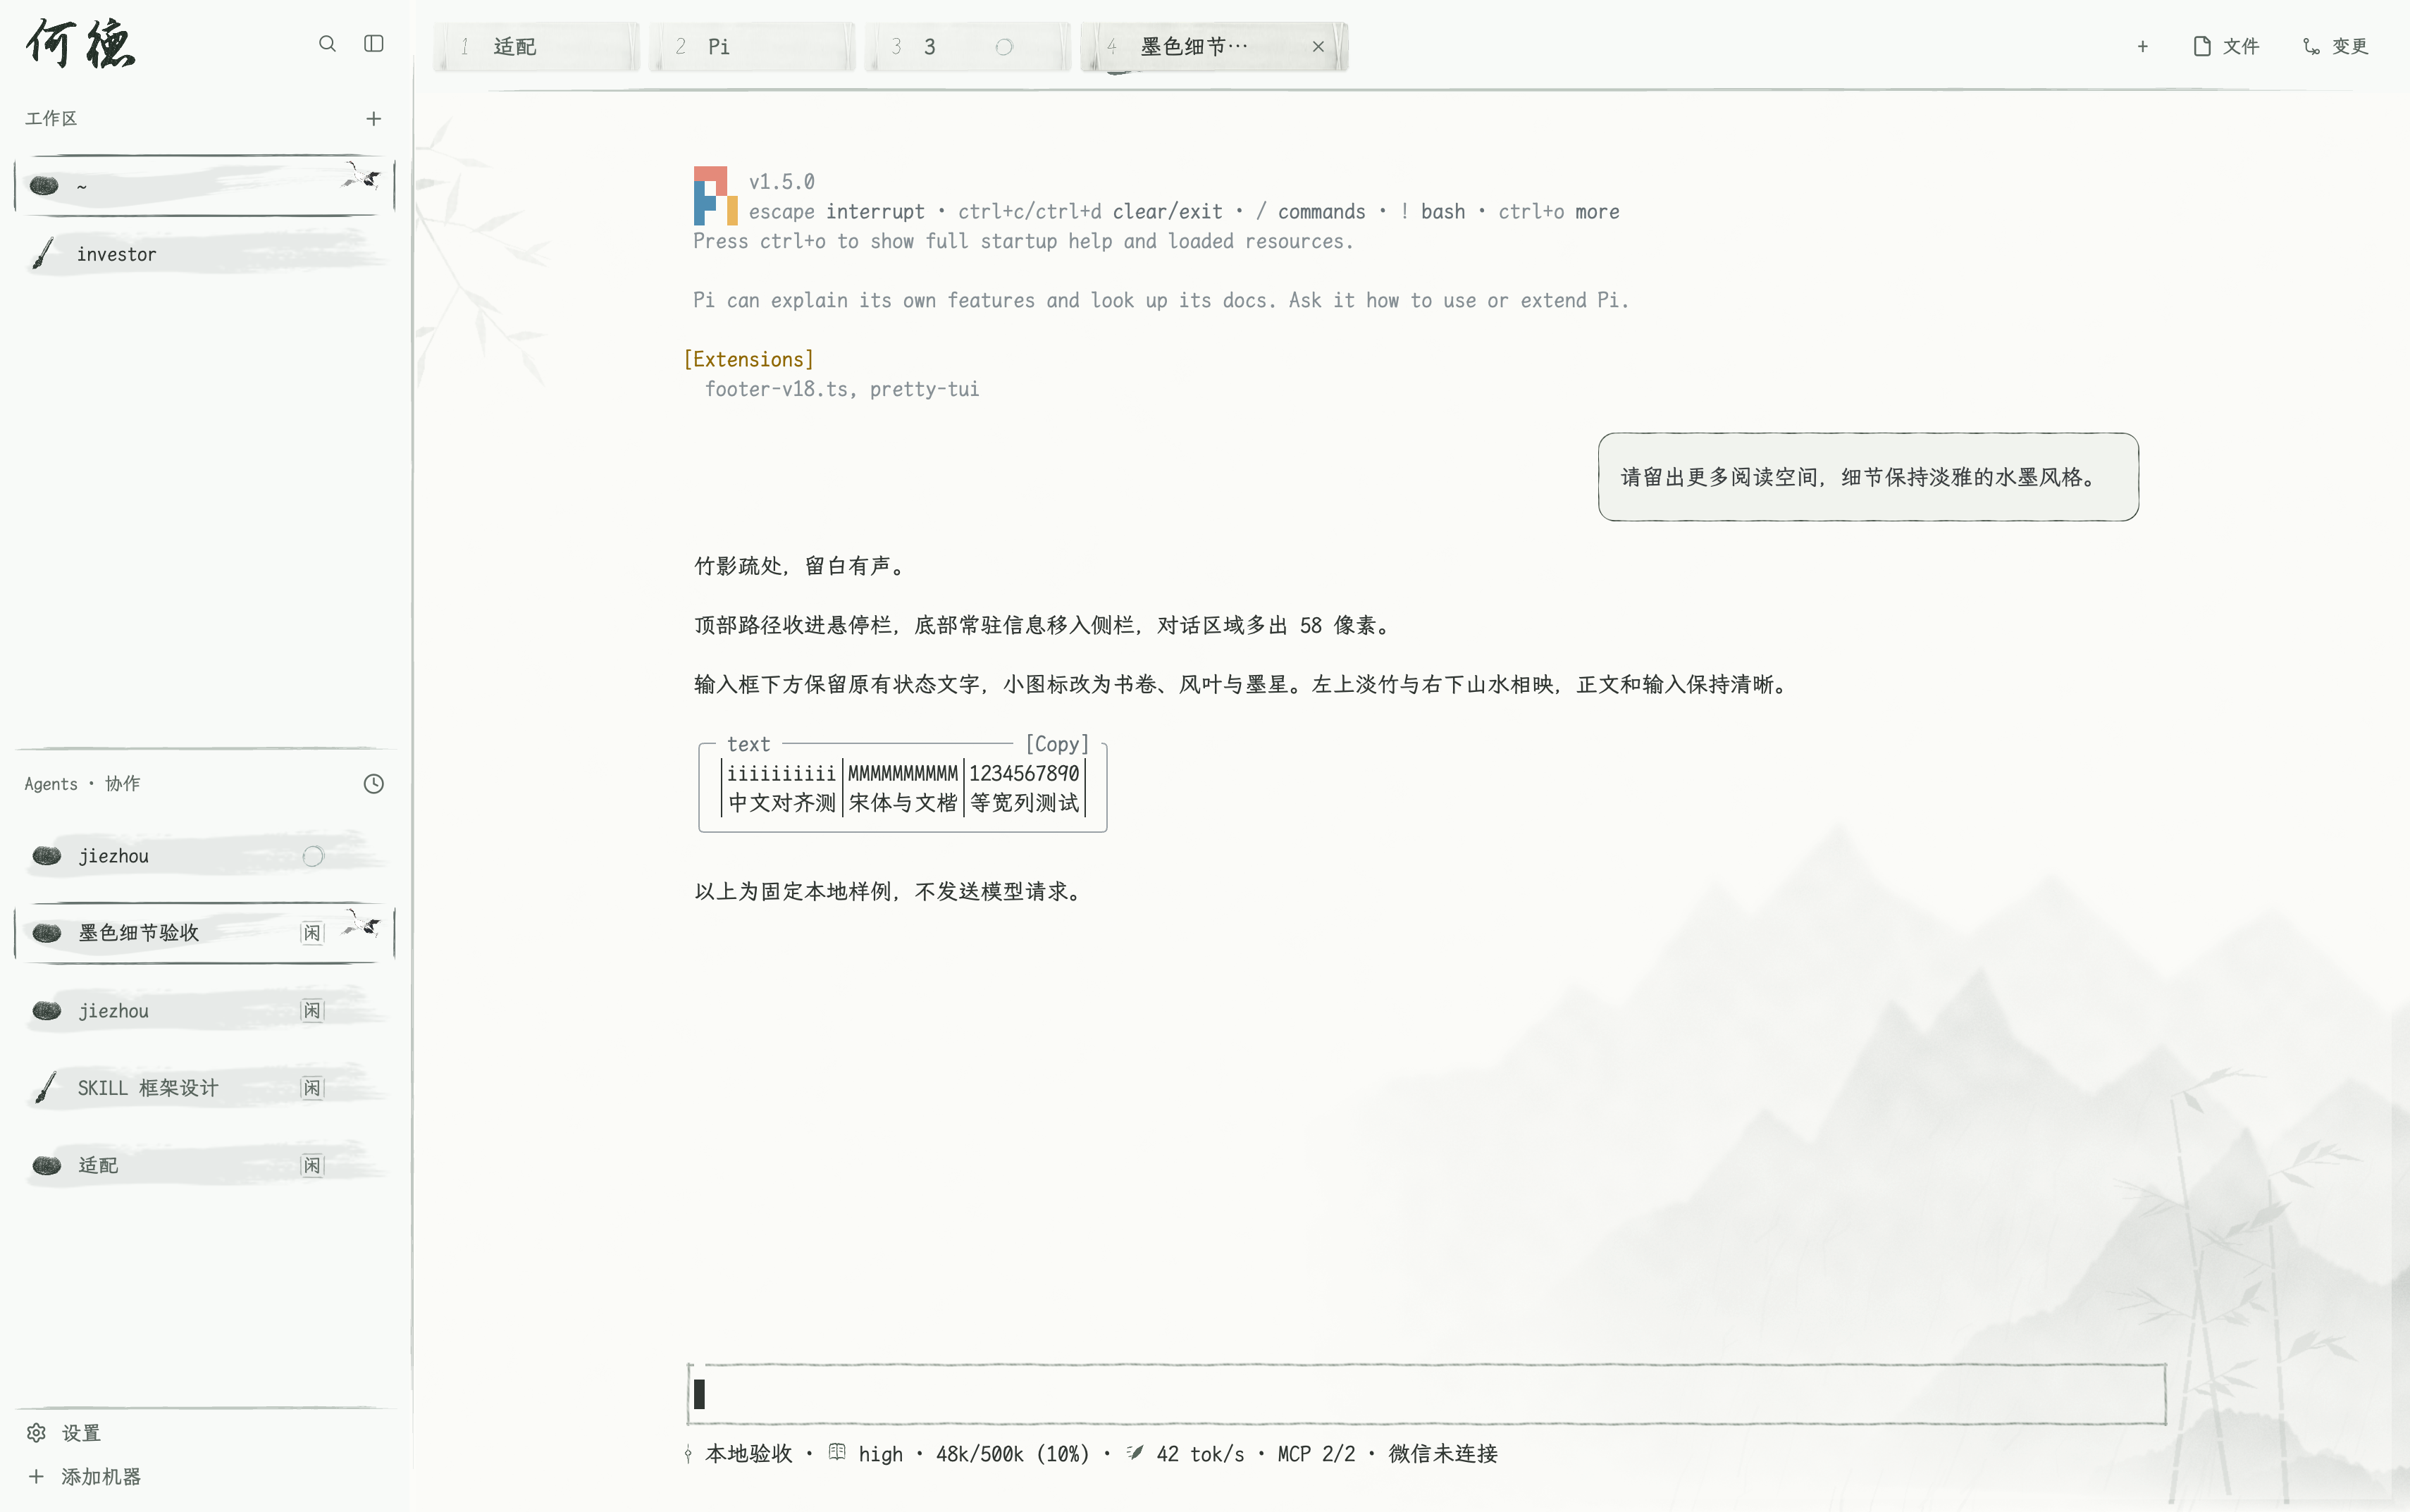 何德
工作区
~
investor
Agents · 协作
jiezhou
墨色细节验收 闲
jiezhou 闲
SKILL 框架设计 闲
适配 闲
设置
添加机器
1 适配
2 Pi
3 3
4 墨色细节… ×
+ 文件 变更
v1.5.0
escape interrupt · ctrl+c/ctrl+d clear/exit · / commands · ! bash · ctrl+o more
Press ctrl+o to show full startup help and loaded resources.
Pi can explain its own features and look up its docs. Ask it how to use or extend Pi.
[Extensions]
footer-v18.ts, pretty-tui
请留出更多阅读空间，细节保持淡雅的水墨风格。
竹影疏处，留白有声。
顶部路径收进悬停栏，底部常驻信息移入侧栏，对话区域多出 58 像素。
输入框下方保留原有状态文字，小图标改为书卷、风叶与墨星。左上淡竹与右下山水相映，正文和输入保持清晰。
text [Copy]
|iiiiiiiiii|MMMMMMMMMM|1234567890|
|中文对齐测|宋体与文楷|等宽列测试|
以上为固定本地样例，不发送模型请求。
本地验收 · high · 48k/500k (10%) · 42 tok/s · MCP 2/2 · 微信未连接